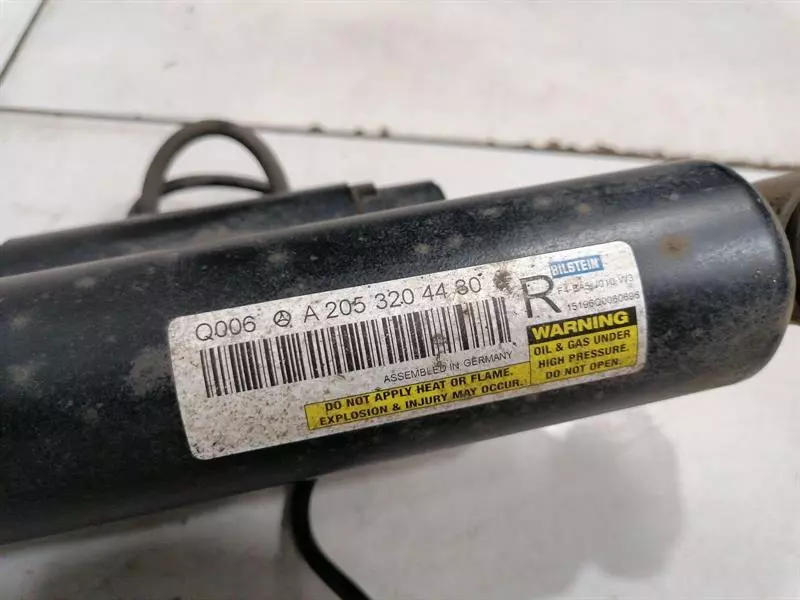 Q006 A 205 320 44 80 R
BILSTEIN
15196Q0060696
ASSEMBLED IN GERMANY
DO NOT APPLY HEAT OR FLAME.
EXPLOSION & INJURY MAY OCCUR.
WARNING
OIL & GAS UNDER
HIGH PRESSURE.
DO NOT OPEN.